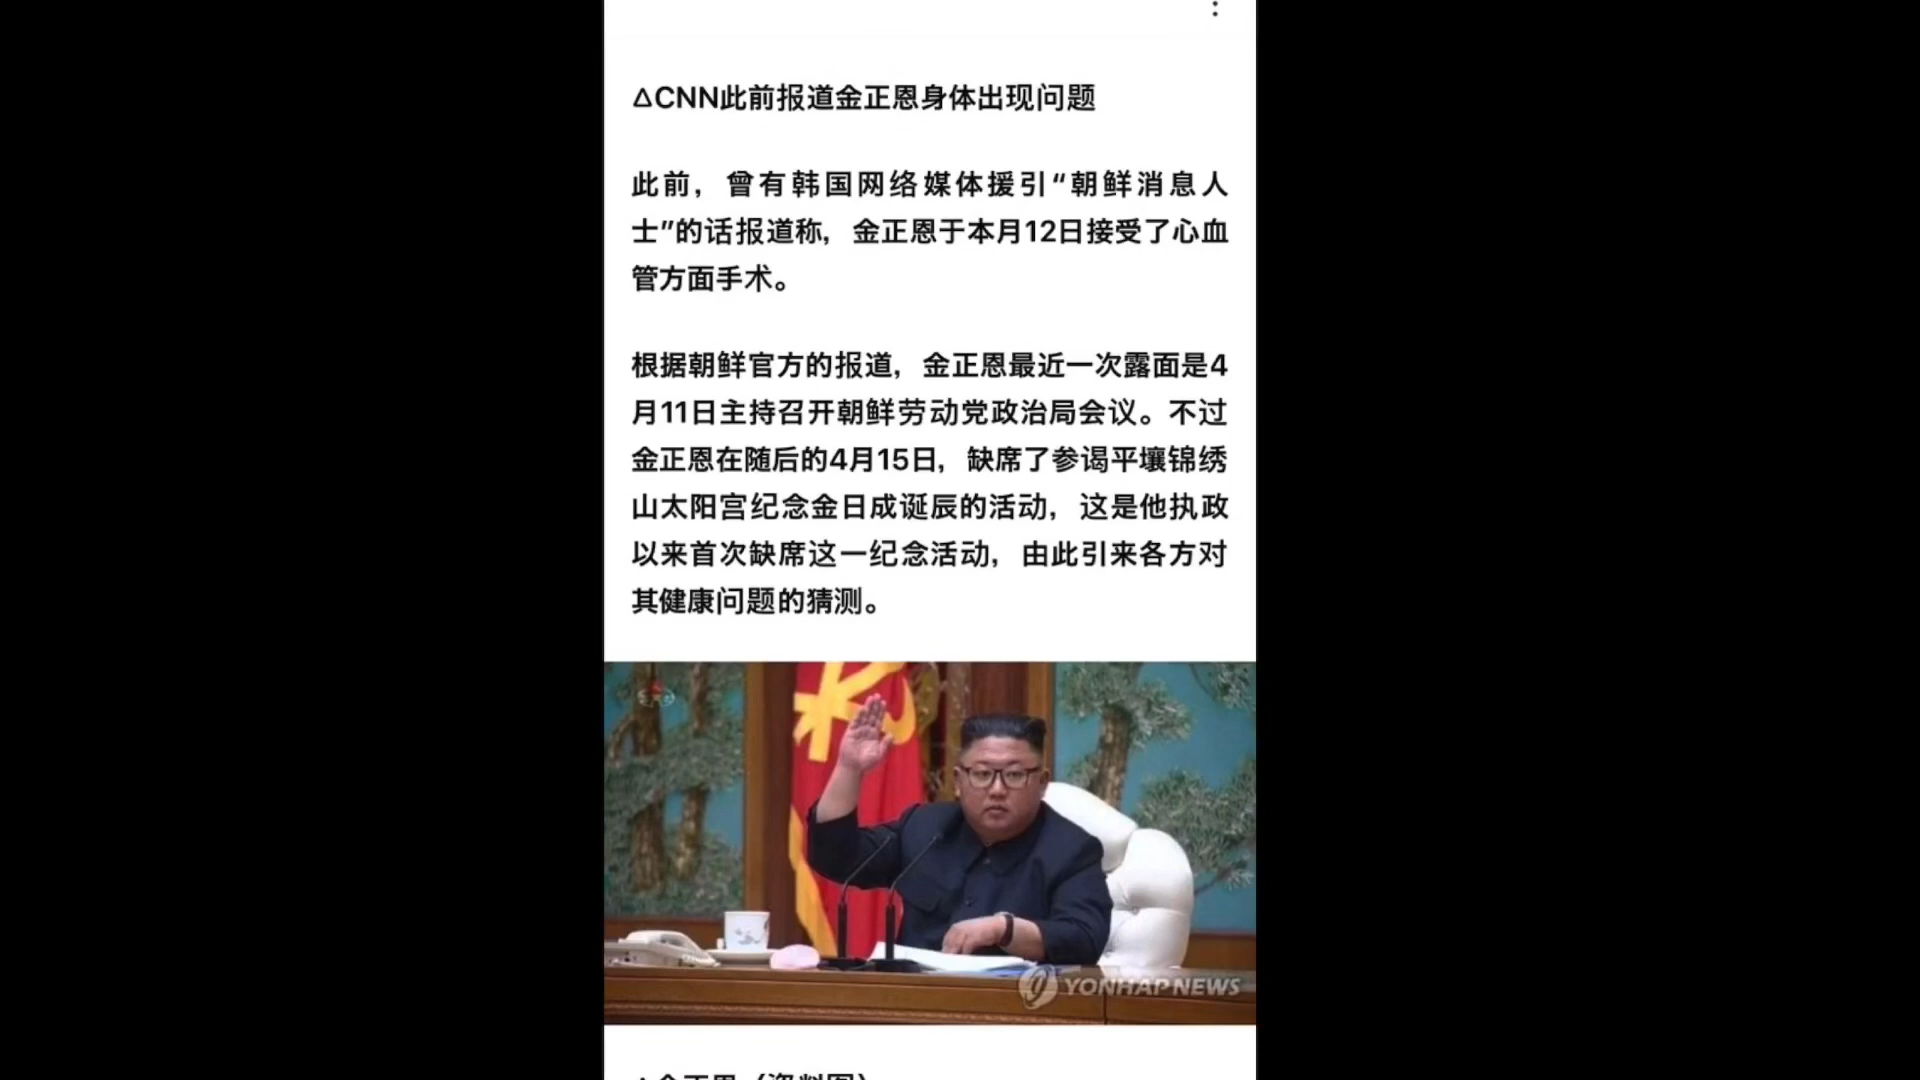 △CNN此前报道金正恩身体出现问题
此前，曾有韩国网络媒体援引“朝鲜消息人
士”的话报道称，金正恩于本月12日接受了心血
管方面手术。
根据朝鲜官方的报道，金正恩最近一次露面是4
月11日主持召开朝鲜劳动党政治局会议。不过
金正恩在随后的4月15日，缺席了参谒平壤锦绣
山太阳宫纪念金日成诞辰的活动，这是他执政
以来首次缺席这一纪念活动，由此引来各方对
其健康问题的猜测。
YONHAP NEWS
△金正恩（资料图）